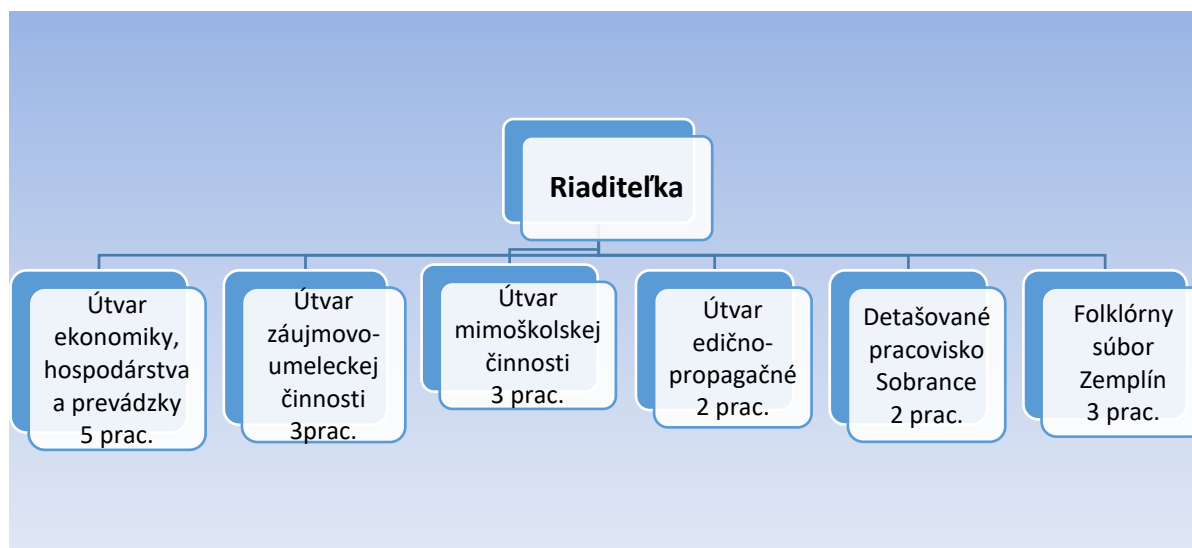 Riaditeľka
Útvar
ekonomiky,
hospodárstva
a prevádzky
5 prac.
Útvar
záujmovo-
umeleckej
činnosti
3prac.
Útvar
mimoškolskej
činnosti
3 prac.
Útvar
edično-
propagačné
2 prac.
Detašované
pracovisko
Sobrance
2 prac.
Folklórny
súbor
Zemplín
3 prac.